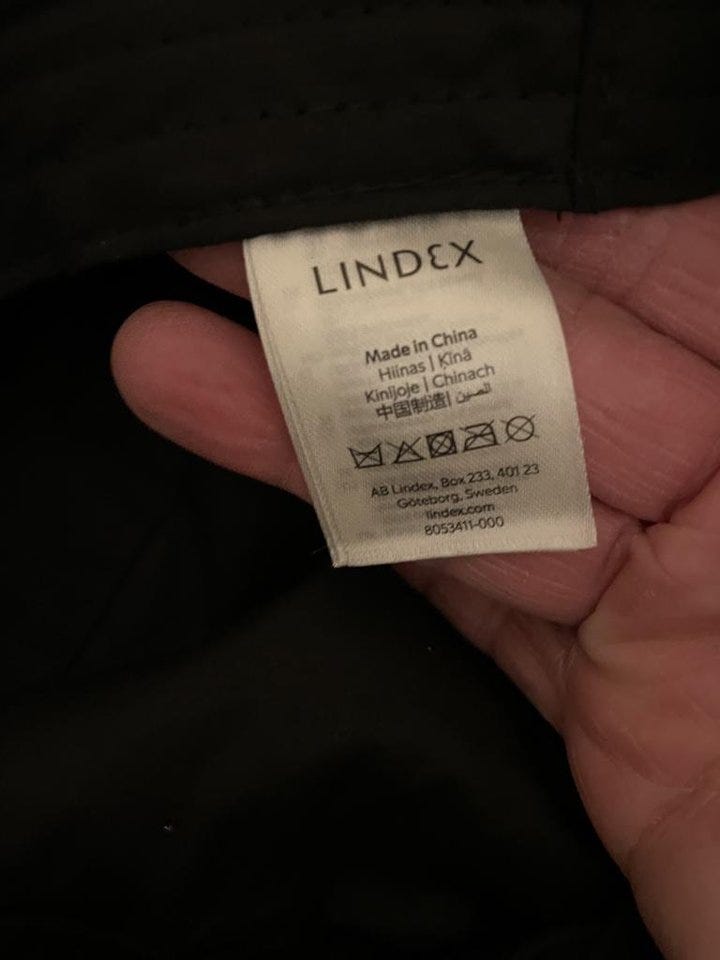 LINDEX
Made in China
Hiinas | Ķīnā
Kinijoje | Chinach
中国制造| الصين
AB Lindex, Box 233, 401 23
Göteborg, Sweden
lindex.com
8053411-000